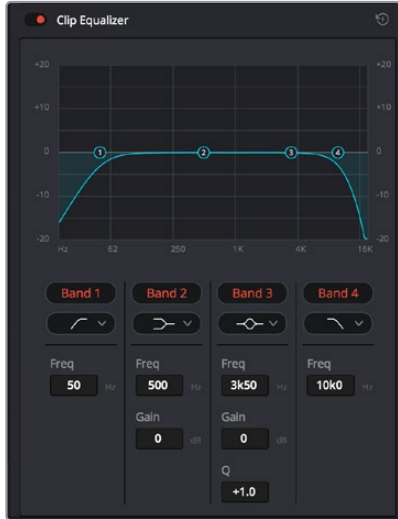 Clip Equalizer
+20 +20
+10 +10
0 1 2 3 4 0
-10 -10
-20 -20
Hz 62 250 1K 4K 16K
Band 1 Band 2 Band 3 Band 4
Freq Freq Freq Freq
50 Hz 500 Hz 3k50 Hz 10k0 Hz
Gain Gain
0 dB 0 dB
Q
+1.0